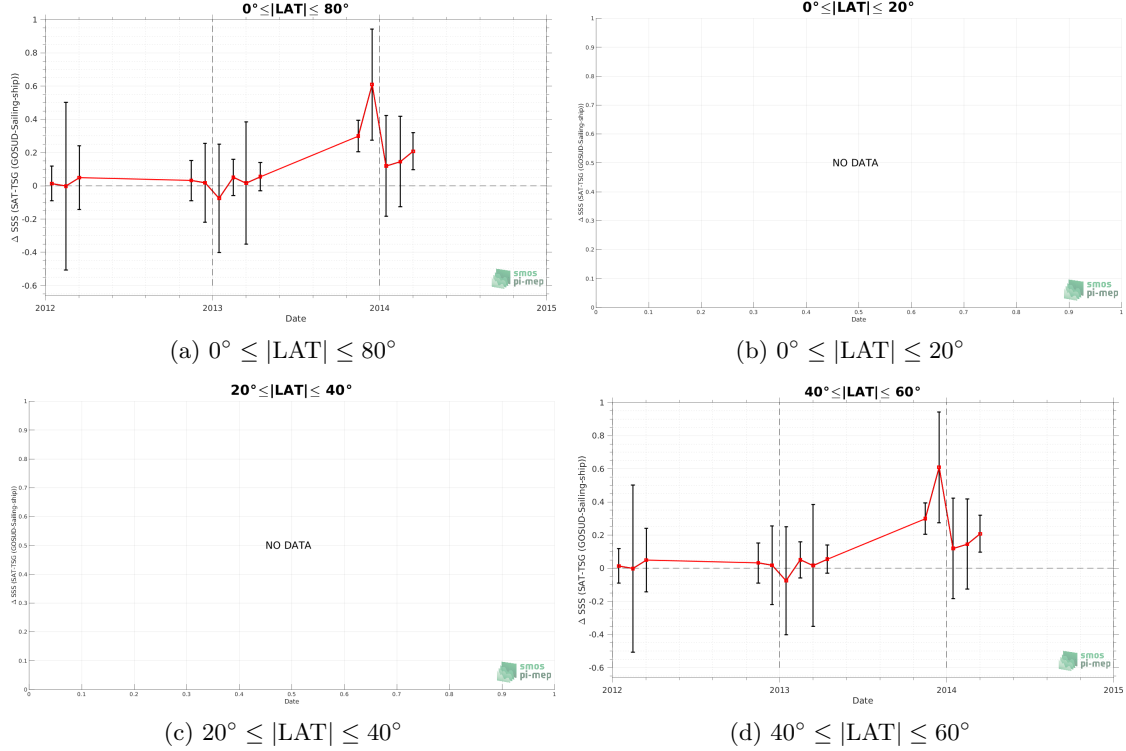 0°≤|LAT|≤ 80°
Δ SSS (SAT-TSG (GOSUD-Sailing-ship))
1
0.8
0.6
0.4
0.2
0
-0.2
-0.4
-0.6
2012
2013
2014
2015
Date
smos
pi-mep
(a) 0° ≤ |LAT| ≤ 80°
0°≤|LAT|≤ 20°
Δ SSS (SAT-TSG (GOSUD-Sailing-ship))
1
0.9
0.8
0.7
0.6
0.5
0.4
0.3
0.2
0.1
0
NO DATA
0
0.1
0.2
0.3
0.4
0.5
0.6
0.7
0.8
0.9
1
Date
smos
pi-mep
(b) 0° ≤ |LAT| ≤ 20°
20°≤|LAT|≤ 40°
Δ SSS (SAT-TSG (GOSUD-Sailing-ship))
1
0.9
0.8
0.7
0.6
0.5
0.4
0.3
0.2
0.1
0
NO DATA
0
0.1
0.2
0.3
0.4
0.5
0.6
0.7
0.8
0.9
1
Date
smos
pi-mep
(c) 20° ≤ |LAT| ≤ 40°
40°≤|LAT|≤ 60°
Δ SSS (SAT-TSG (GOSUD-Sailing-ship))
1
0.8
0.6
0.4
0.2
0
-0.2
-0.4
-0.6
2012
2013
2014
2015
Date
smos
pi-mep
(d) 40° ≤ |LAT| ≤ 60°